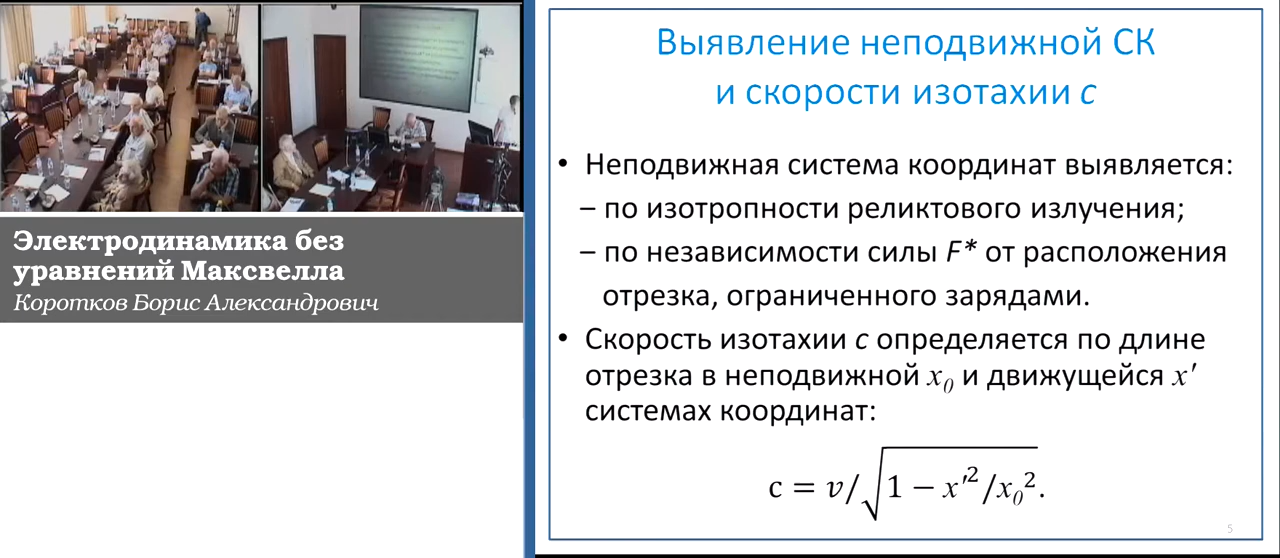 Электродинамика без
уравнений Максвелла
Коротков Борис Александрович
Выявление неподвижной СК
и скорости изотахии c
• Неподвижная система координат выявляется:
– по изотропности реликтового излучения;
– по независимости силы F* от расположения
отрезка, ограниченного зарядами.
• Скорость изотахии c определяется по длине
отрезка в неподвижной x₀ и движущейся x′
системах координат:
c = v/√(1 − x′²/x₀²).
5